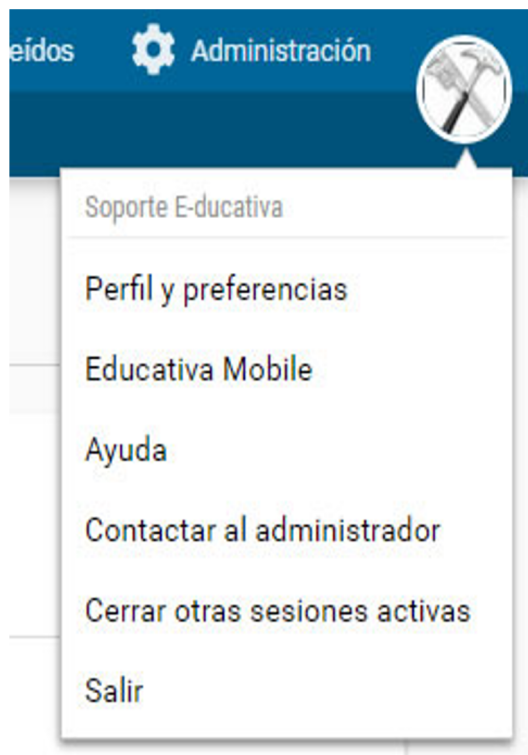 eídos Administración
Soporte E-ducativa
Perfil y preferencias
Educativa Mobile
Ayuda
Contactar al administrador
Cerrar otras sesiones activas
Salir